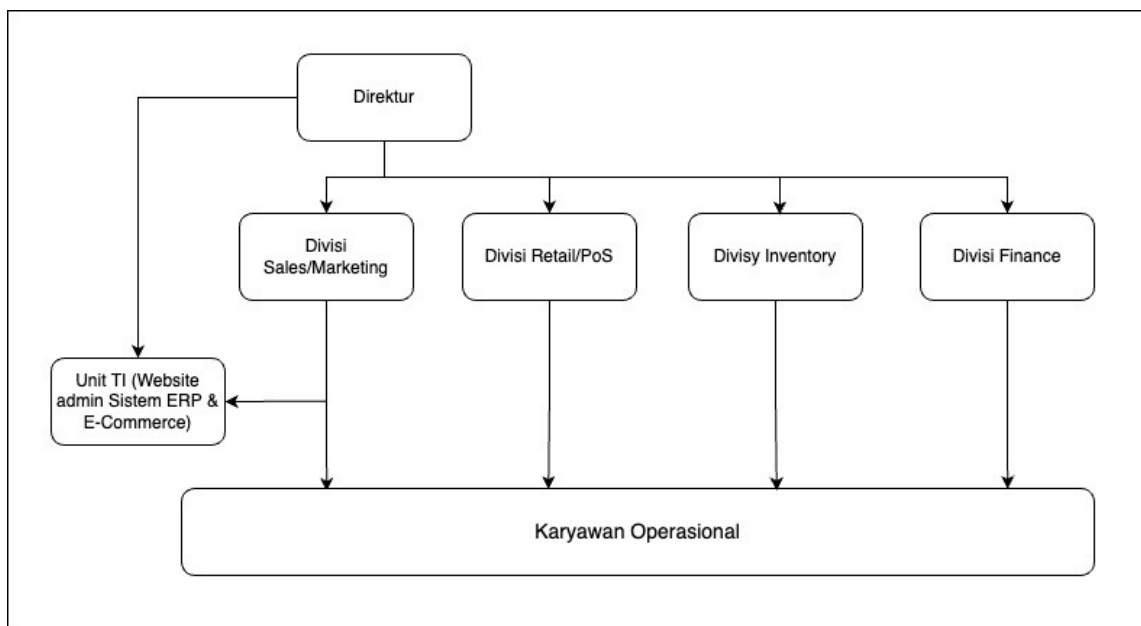 Direktur
Divisi
Sales/Marketing
Divisi Retail/PoS
Divisy Inventory
Divisi Finance
Unit TI (Website
admin Sistem ERP &
E-Commerce)
Karyawan Operasional